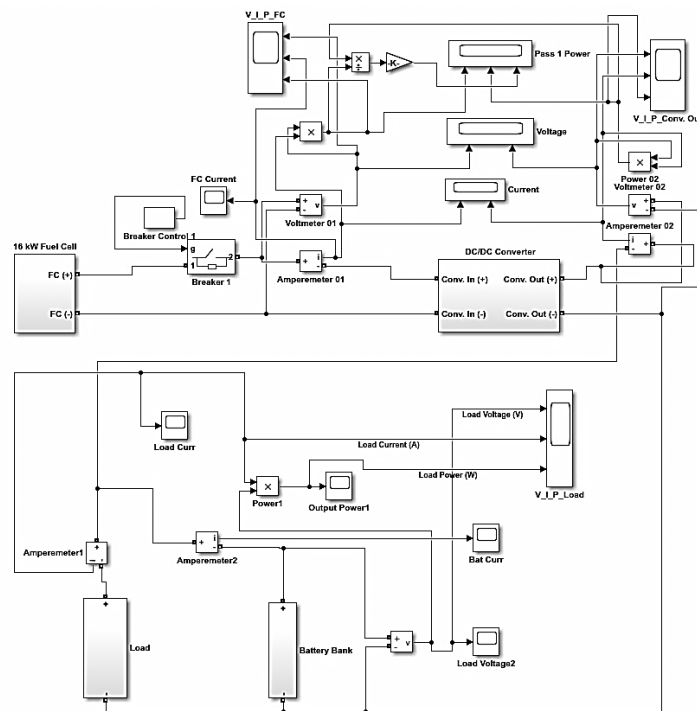 V_I_P_FC
×
÷
-K-
Pass 1 Power
V_I_P_Conv. Ou
×
Voltage
×
Power 02
FC Current
Current
Voltmeter 02
Breaker Control 1
+
-
v
Voltmeter 01
v
+
-
Amperemeter 02
16 kW Fuel Cell
g
1
2
Breaker 1
+
i
-
Amperemeter 01
DC/DC Converter
i
-
+
FC (+)
FC (-)
Conv. In (+)
Conv. Out (+)
Conv. In (-)
Conv. Out (-)
Load Voltage (V)
Load Curr
Load Current (A)
Load Power (W)
V_I_P_Load
×
Power1
Output Power1
Amperemeter1
+
-
i
+
i
-
Amperemeter2
Bat Curr
+
Load
-
+
Battery Bank
-
+
-
v
Load Voltage2